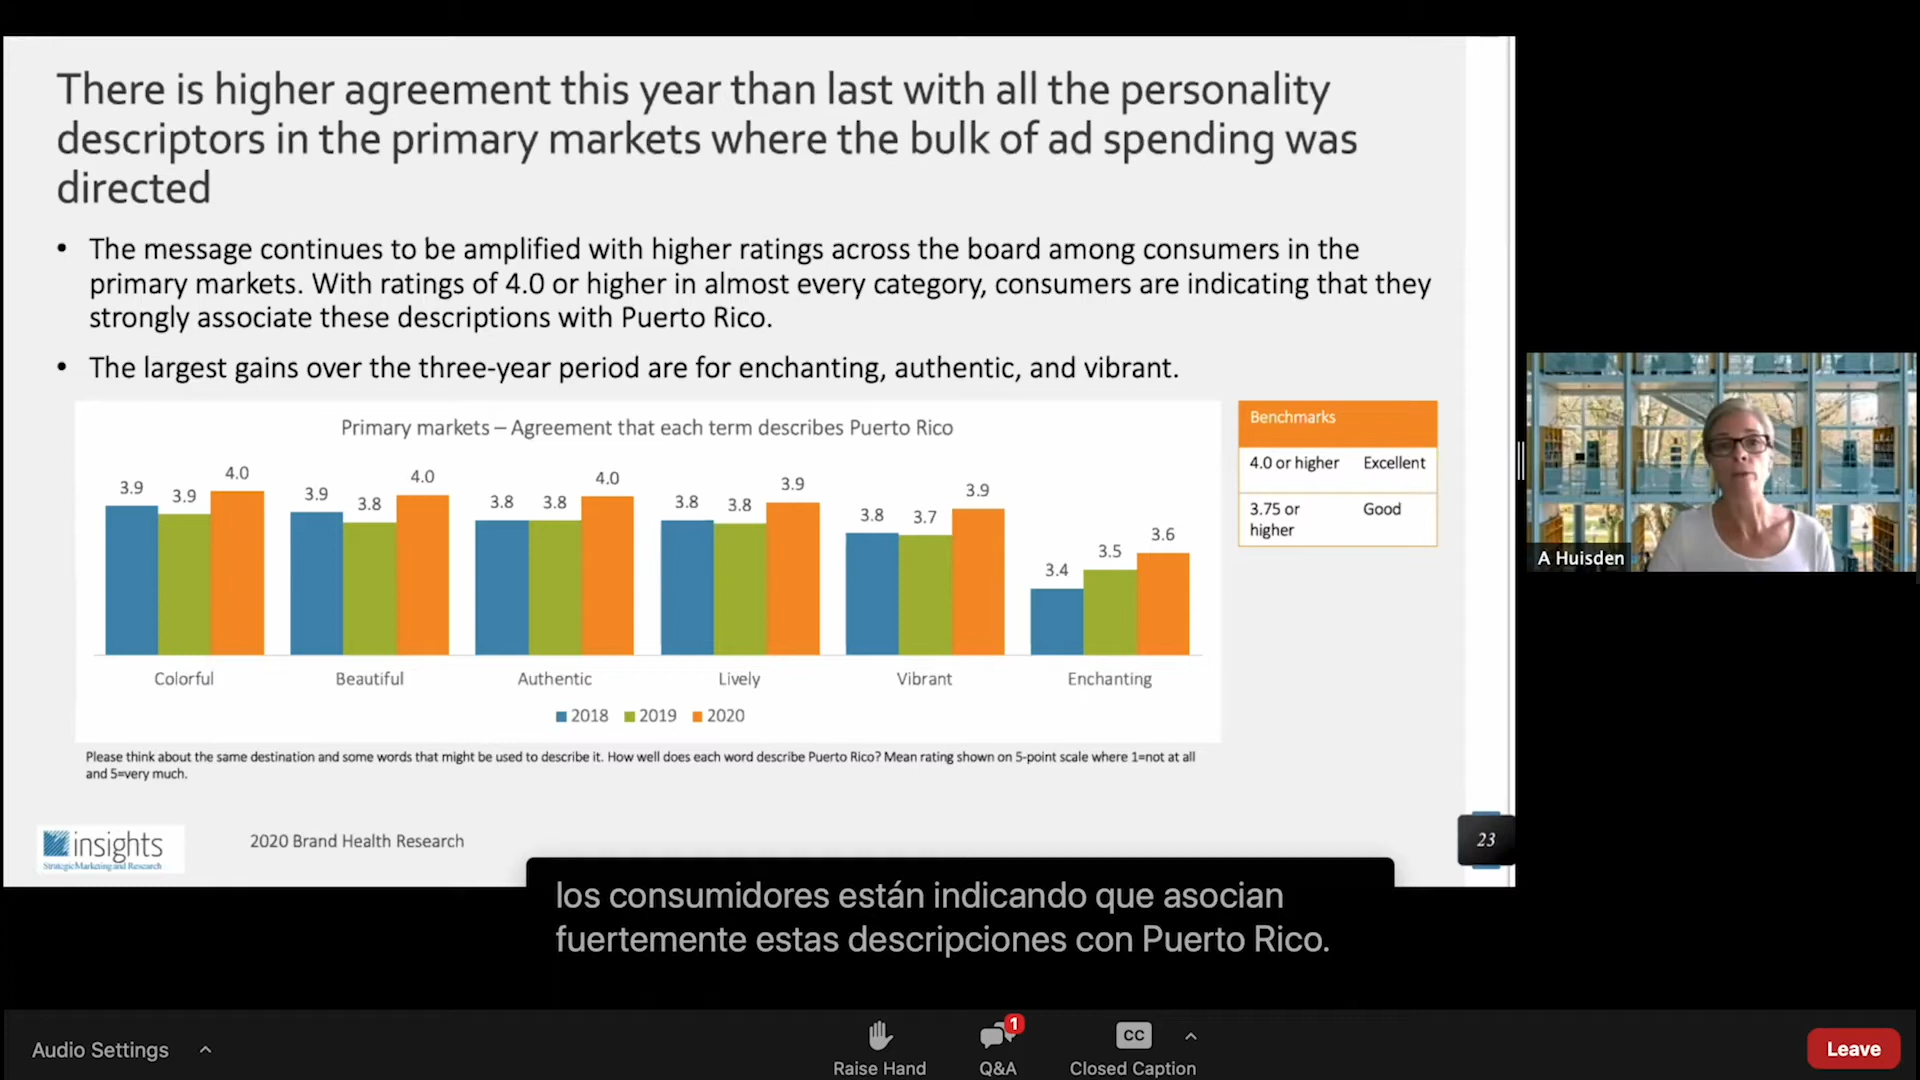 There is higher agreement this year than last with all the personality
descriptors in the primary markets where the bulk of ad spending was
directed
• The message continues to be amplified with higher ratings across the board among consumers in the
primary markets. With ratings of 4.0 or higher in almost every category, consumers are indicating that they
strongly associate these descriptions with Puerto Rico.
• The largest gains over the three-year period are for enchanting, authentic, and vibrant.
Primary markets – Agreement that each term describes Puerto Rico
3.9 3.9 4.0 3.9 3.8 4.0 3.8 3.8 4.0 3.8 3.8 3.9 3.8 3.7 3.9 3.4 3.5 3.6
Colorful Beautiful Authentic Lively Vibrant Enchanting
2018 2019 2020
Benchmarks
4.0 or higher Excellent
3.75 or Good
higher
Please think about the same destination and some words that might be used to describe it. How well does each word describe Puerto Rico? Mean rating shown on 5-point scale where 1=not at all
and 5=very much.
insights
Strategic Marketing and Research
2020 Brand Health Research
23
A Huisden
los consumidores están indicando que asocian
fuertemente estas descripciones con Puerto Rico.
Audio Settings
Raise Hand
1
Q&A
CC
Closed Caption
Leave